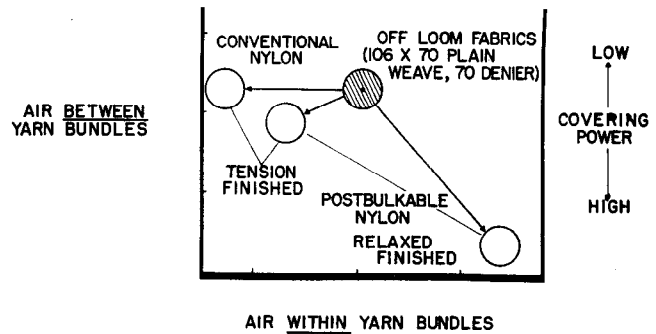 CONVENTIONAL
NYLON
OFF LOOM FABRICS
(106 X 70 PLAIN
WEAVE, 70 DENIER)
LOW
AIR BETWEEN
YARN BUNDLES
COVERING
POWER
TENSION
FINISHED
POSTBULKABLE
NYLON
HIGH
RELAXED
FINISHED
AIR WITHIN YARN BUNDLES